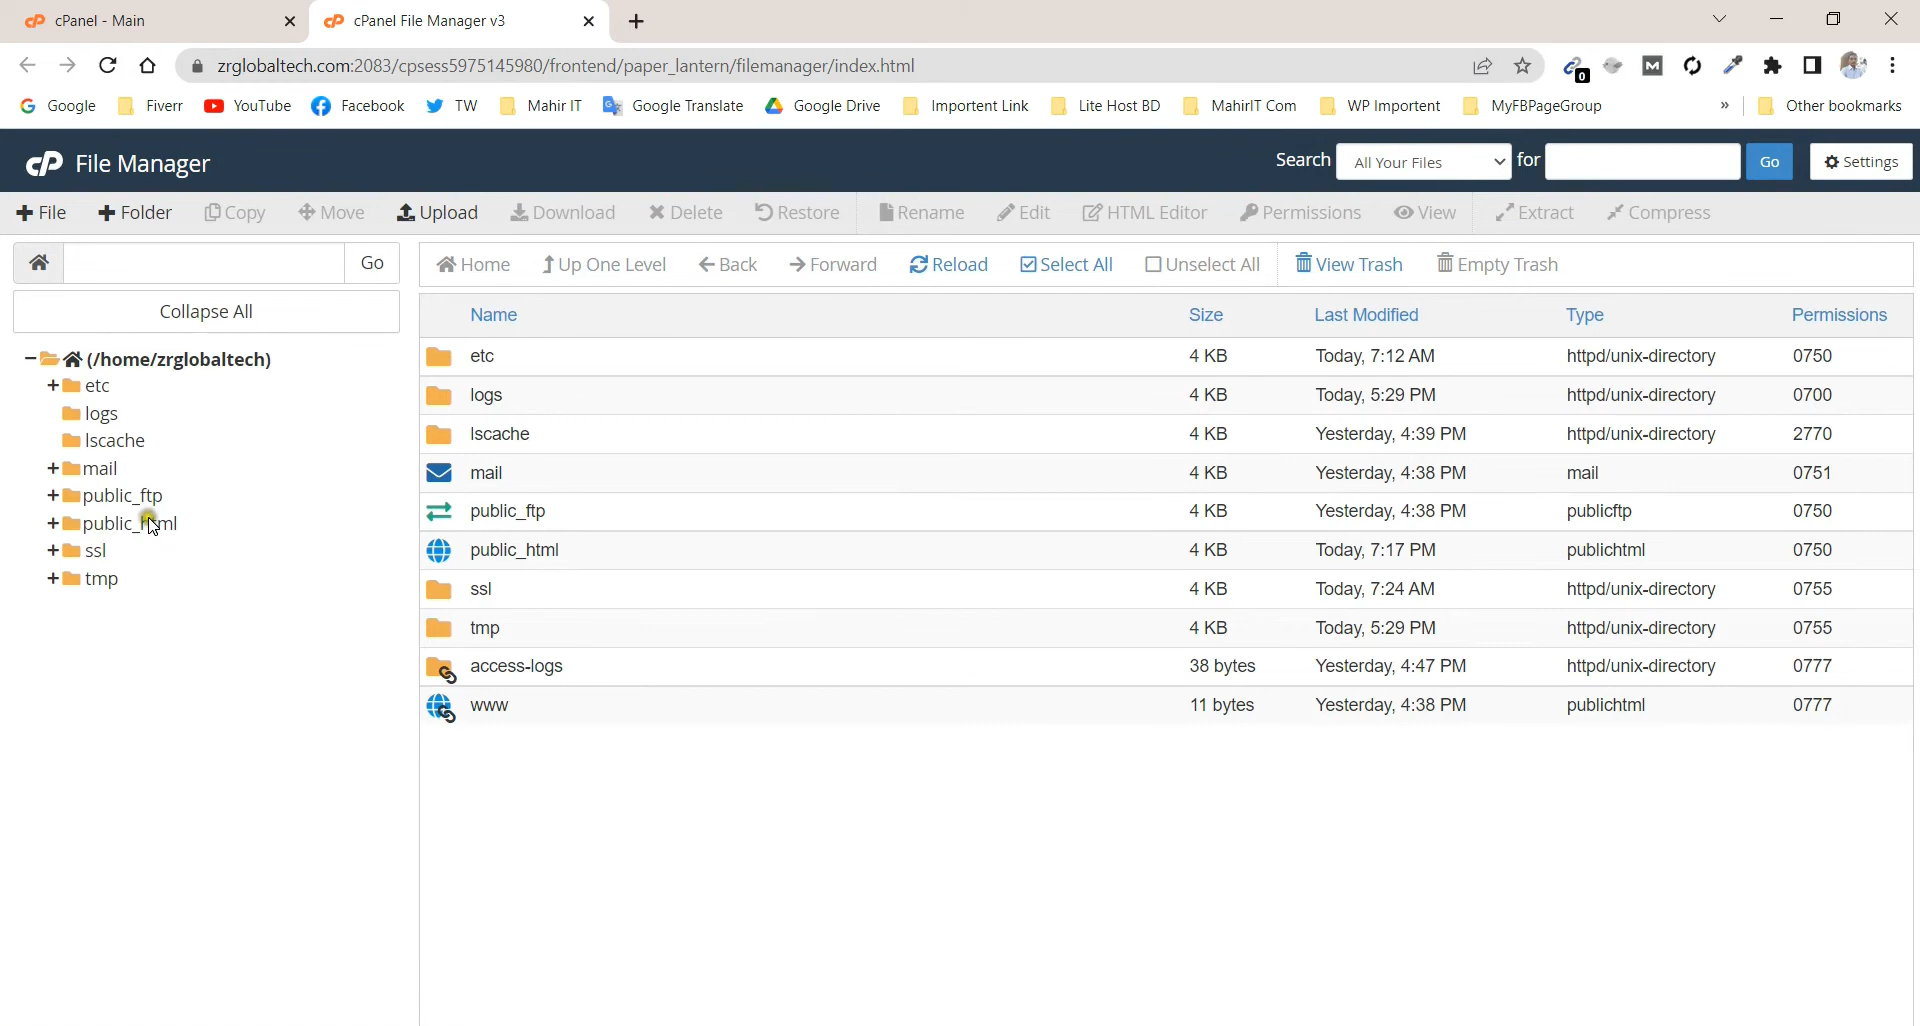 cPanel - Main
cPanel File Manager v3
zrglobaltech.com:2083/cpsess5975145980/frontend/paper_lantern/filemanager/index.html
0
M
Google Fiverr YouTube Facebook TW Mahir IT Google Translate Google Drive Importent Link Lite Host BD MahirIT Com WP Importent MyFBPageGroup » Other bookmarks
cP File Manager
Search All Your Files for Go Settings
File Folder Copy Move Upload Download Delete Restore Rename Edit HTML Editor Permissions View Extract Compress
Go
Home Up One Level Back Forward Reload Select All Unselect All View Trash Empty Trash
Collapse All
(/home/zrglobaltech)
etc
logs
lscache
mail
public_ftp
public_html
ssl
tmp
Name Size Last Modified Type Permissions
etc 4 KB Today, 7:12 AM httpd/unix-directory 0750
logs 4 KB Today, 5:29 PM httpd/unix-directory 0700
lscache 4 KB Yesterday, 4:39 PM httpd/unix-directory 2770
mail 4 KB Yesterday, 4:38 PM mail 0751
public_ftp 4 KB Yesterday, 4:38 PM publicftp 0750
public_html 4 KB Today, 7:17 PM publichtml 0750
ssl 4 KB Today, 7:24 AM httpd/unix-directory 0755
tmp 4 KB Today, 5:29 PM httpd/unix-directory 0755
access-logs 38 bytes Yesterday, 4:47 PM httpd/unix-directory 0777
www 11 bytes Yesterday, 4:38 PM publichtml 0777